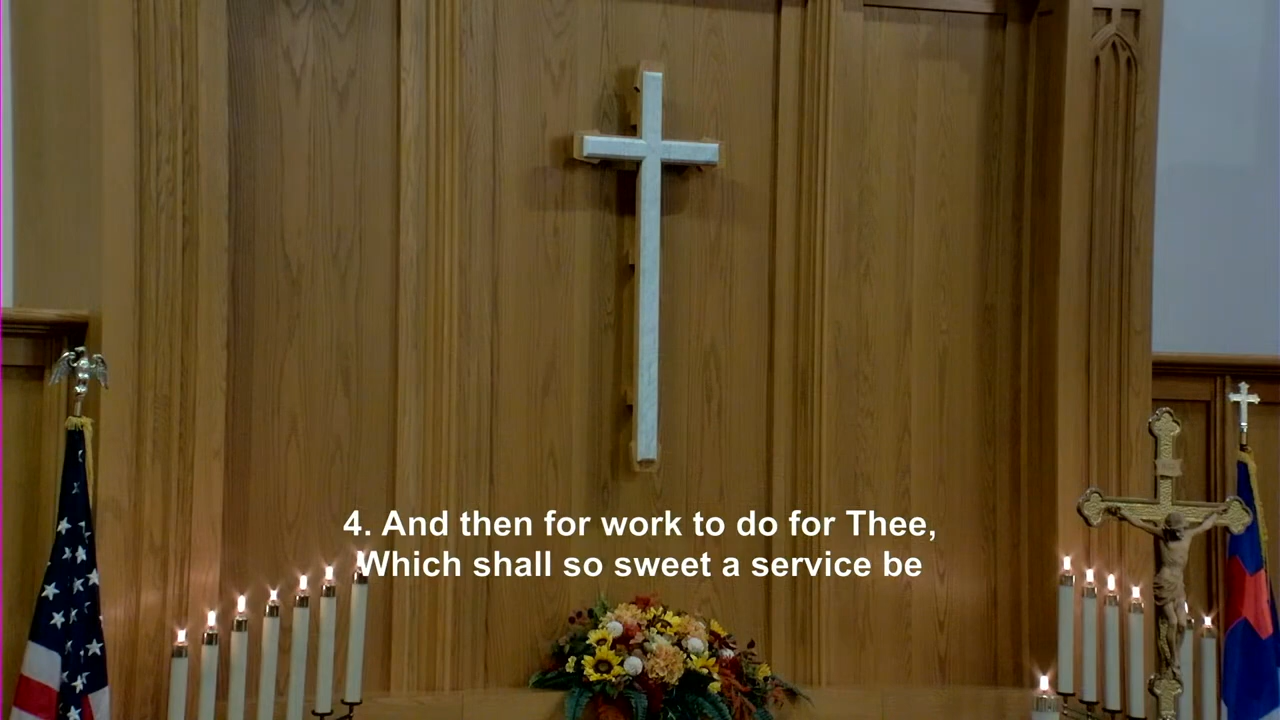 4. And then for work to do for Thee,
Which shall so sweet a service be